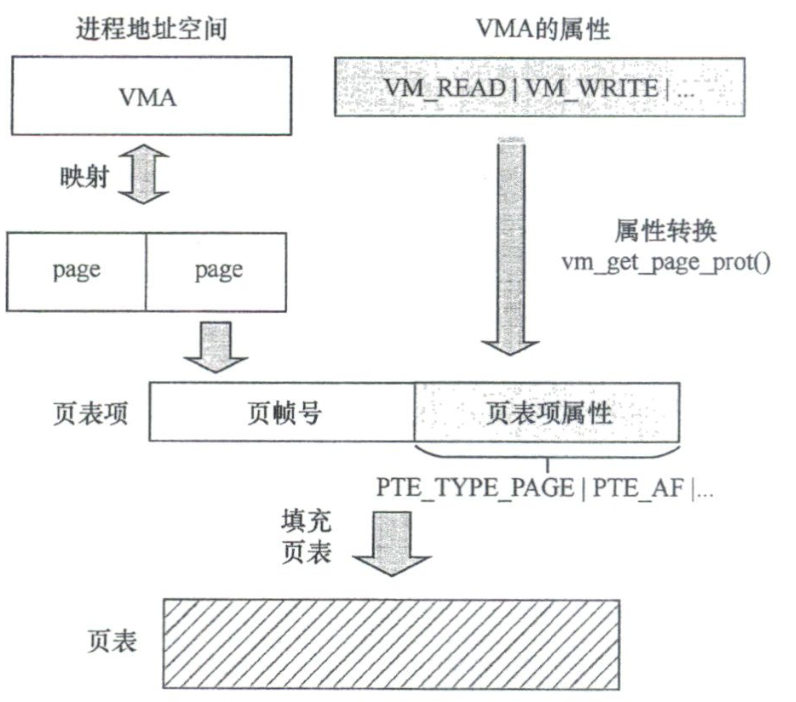 进程地址空间
VMA的属性
VMA
VM_READ | VM_WRITE | ...
映射
page
page
属性转换
vm_get_page_prot()
页表项
页帧号
页表项属性
PTE_TYPE_PAGE | PTE_AF |...
填充
页表
页表